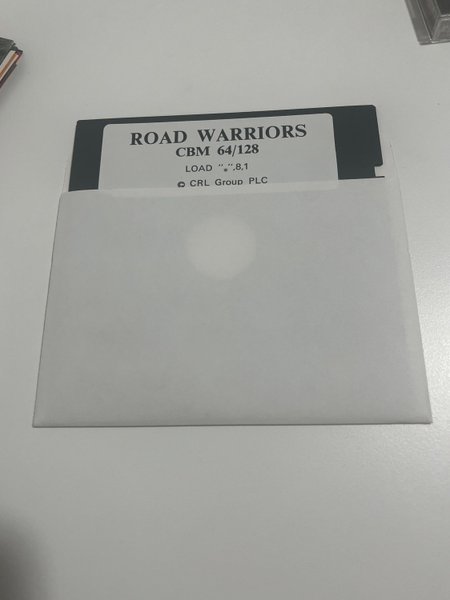 ROAD WARRIORS
CBM 64/128
LOAD "*",8,1
© CRL Group PLC